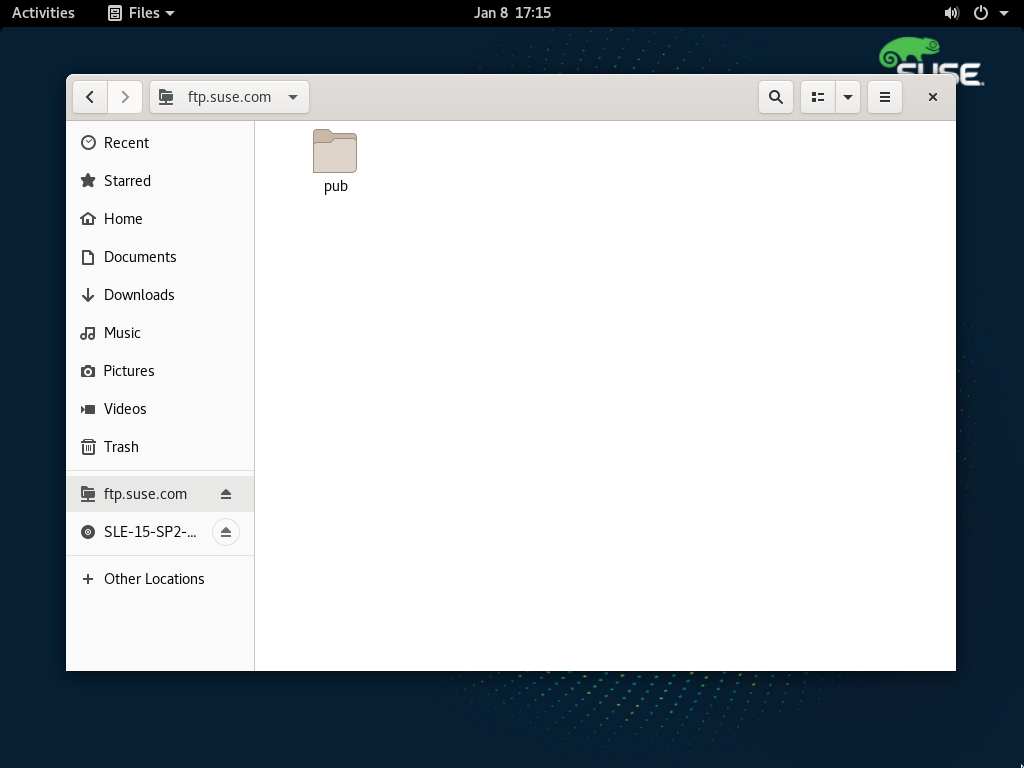 Activities Files Jan 8 17:15
SUSE
ftp.suse.com
Recent
Starred
Home
Documents
Downloads
Music
Pictures
Videos
Trash
ftp.suse.com
SLE-15-SP2-...
Other Locations
pub